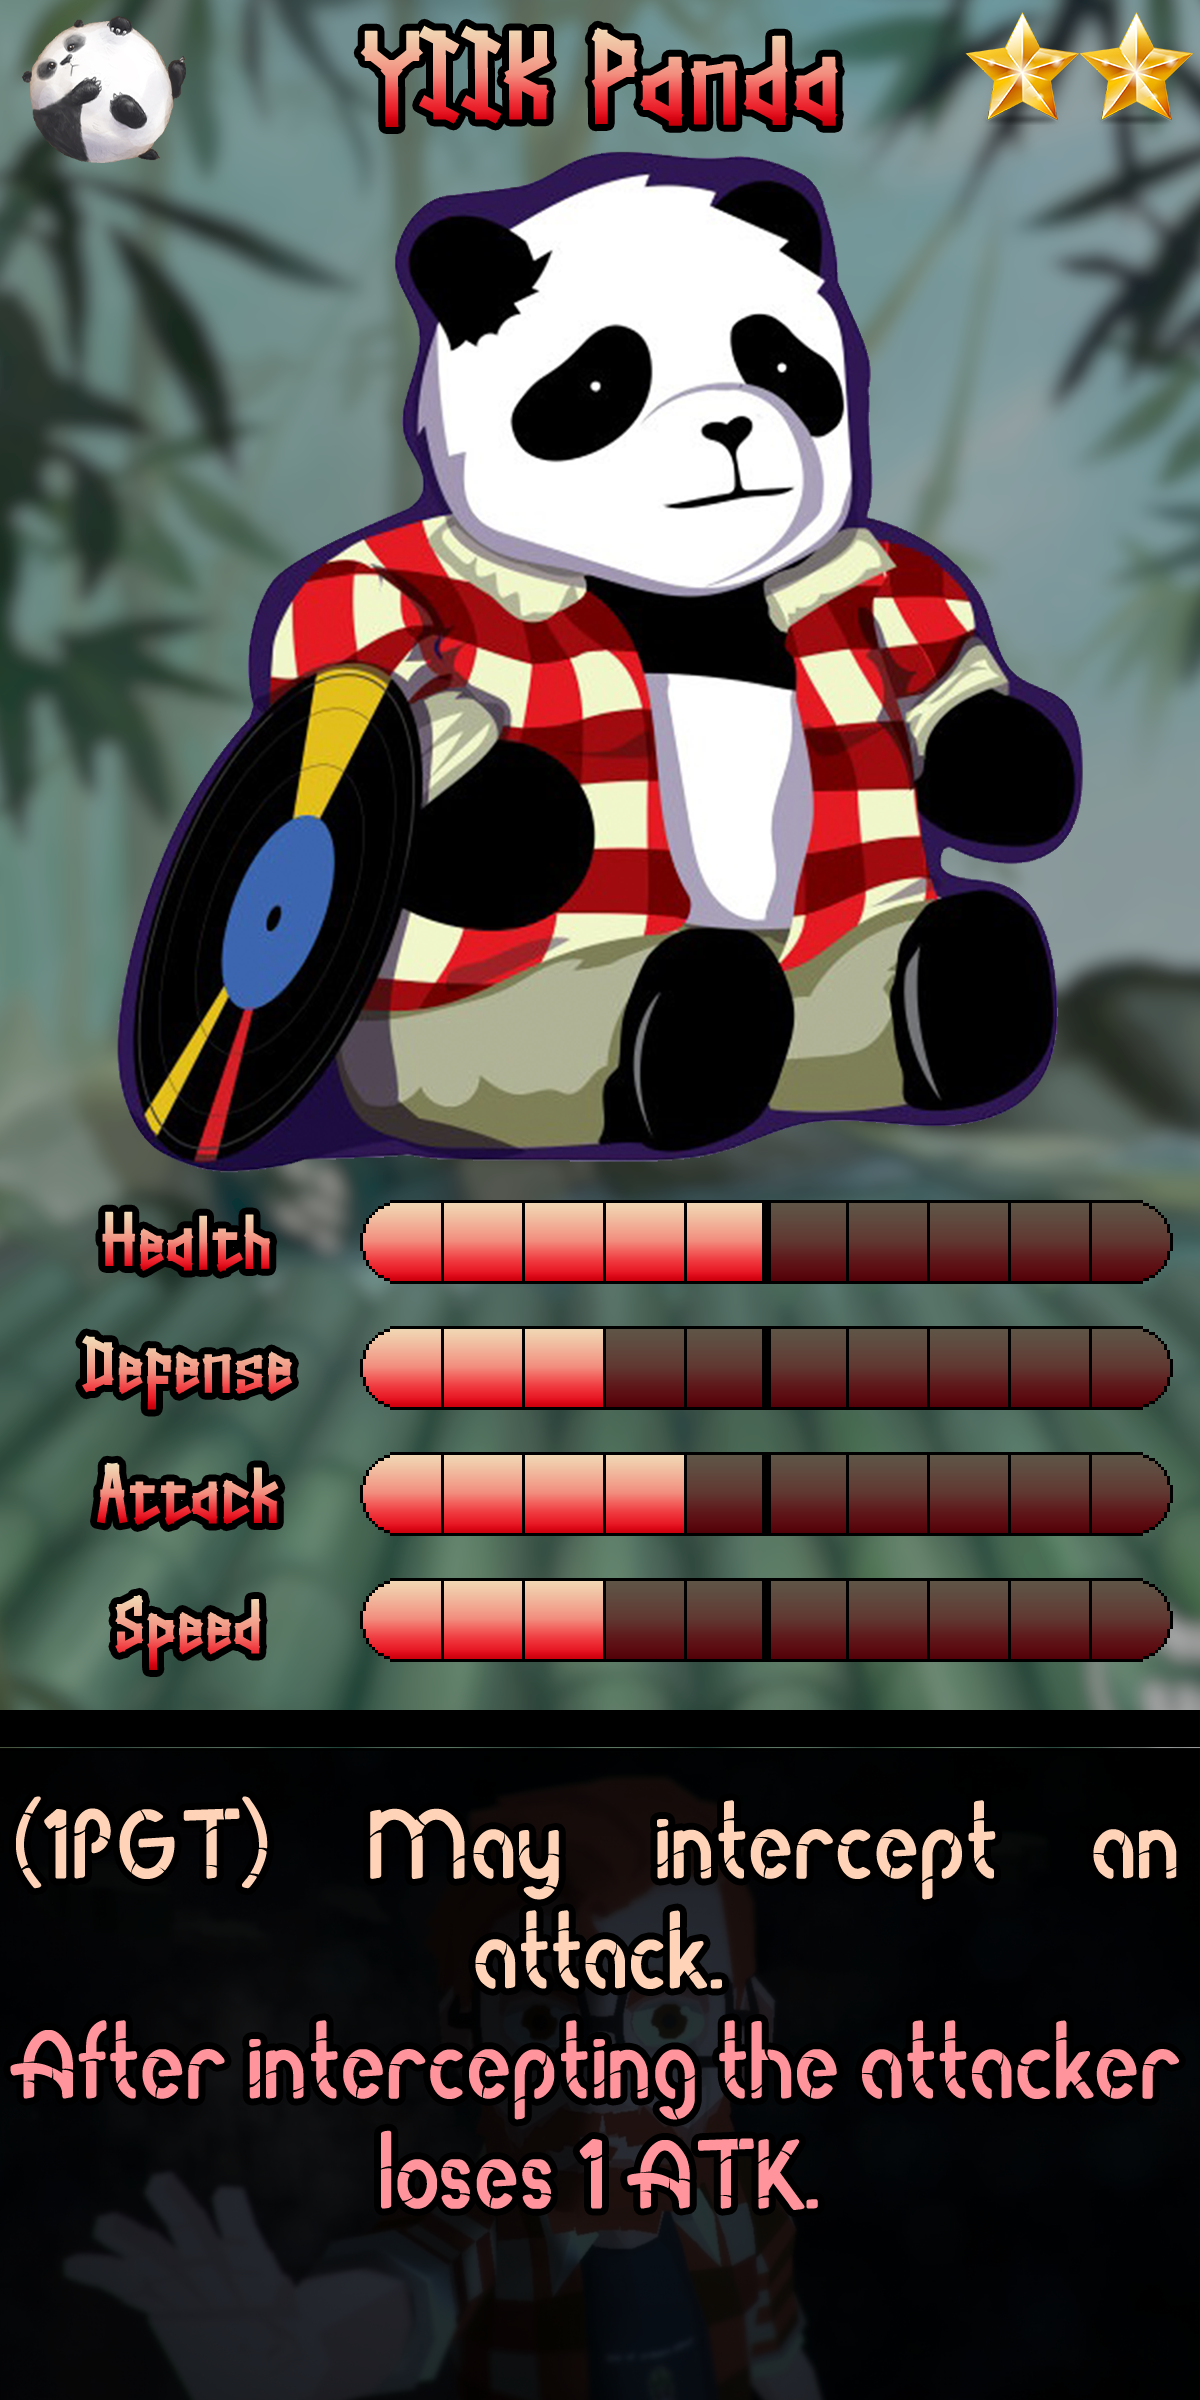 YIIK Panda
Health
Defense
Attack
Speed
(1PGT) May intercept an
attack.
After intercepting the attacker
loses 1 ATK.